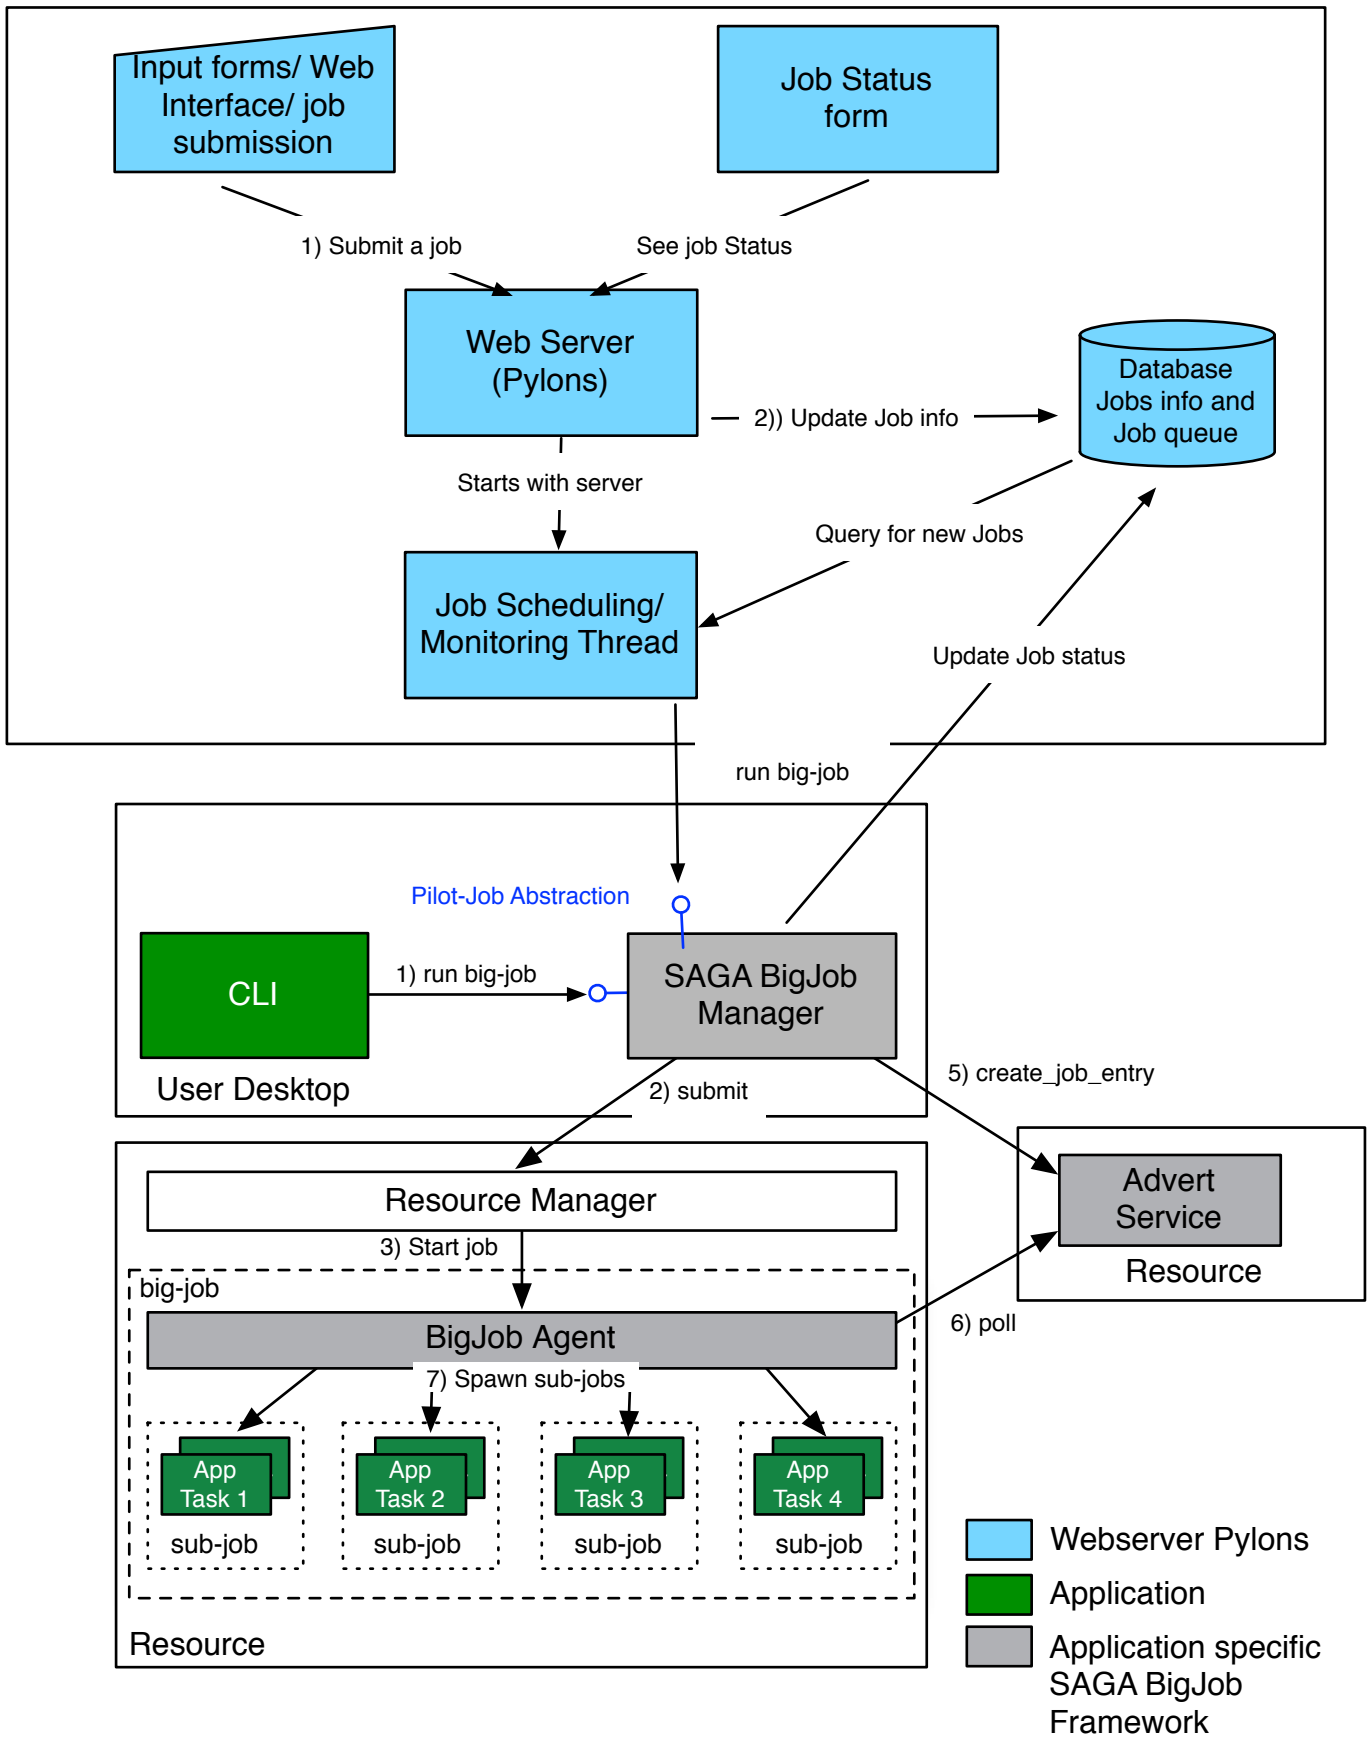 Input forms/ Web
Interface/ job
submission
Job Status
form
1) Submit a job
See job Status
Web Server
(Pylons)
Database
Jobs info and
Job queue
2)) Update Job info
Starts with server
Query for new Jobs
Job Scheduling/
Monitoring Thread
Update Job status
run big-job
Pilot-Job Abstraction
CLI
1) run big-job
SAGA BigJob
Manager
User Desktop
2) submit
5) create_job_entry
Resource Manager
Advert
Service
Resource
3) Start job
big-job
BigJob Agent
6) poll
7) Spawn sub-jobs
App
Task 1
App
Task 2
App
Task 3
App
Task 4
sub-job
sub-job
sub-job
sub-job
Resource
Webserver Pylons
Application
Application specific
SAGA BigJob
Framework